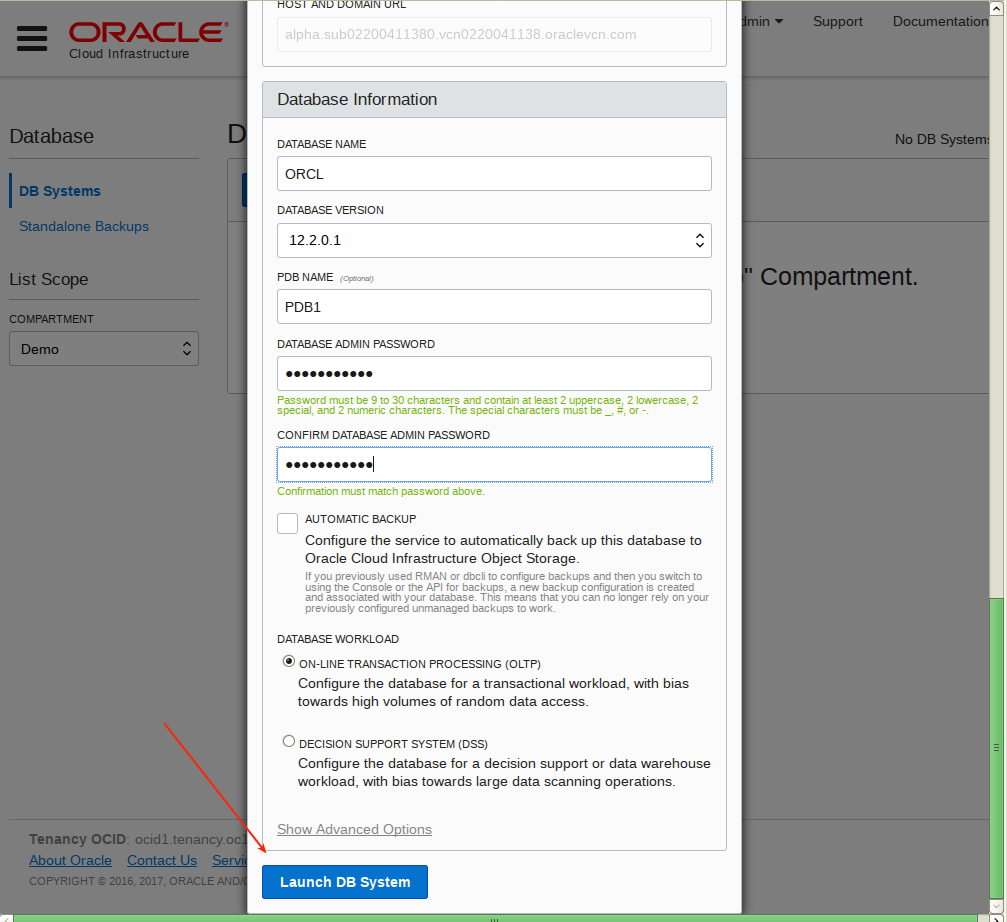 HOST AND DOMAIN URL
alpha.sub02200411380.vcn0220041138.oraclevcn.com
ORACLE®
Cloud Infrastructure
dmin
Support
Documentation
Database
DB Systems
Standalone Backups
List Scope
COMPARTMENT
Demo
D
No DB Systems
" Compartment.
Database Information
DATABASE NAME
ORCL
DATABASE VERSION
12.2.0.1
PDB NAME (Optional)
PDB1
DATABASE ADMIN PASSWORD
●●●●●●●●●●●
Password must be 9 to 30 characters and contain at least 2 uppercase, 2 lowercase, 2
special, and 2 numeric characters. The special characters must be _, #, or -.
CONFIRM DATABASE ADMIN PASSWORD
●●●●●●●●●●●
Confirmation must match password above.
AUTOMATIC BACKUP
Configure the service to automatically back up this database to
Oracle Cloud Infrastructure Object Storage.
If you previously used RMAN or dbcli to configure backups and then you switch to
using the Console or the API for backups, a new backup configuration is created
and associated with your database. This means that you can no longer rely on your
previously configured unmanaged backups to work.
DATABASE WORKLOAD
ON-LINE TRANSACTION PROCESSING (OLTP)
Configure the database for a transactional workload, with bias
towards high volumes of random data access.
DECISION SUPPORT SYSTEM (DSS)
Configure the database for a decision support or data warehouse
workload, with bias towards large data scanning operations.
Show Advanced Options
Launch DB System
Tenancy OCID: ocid1.tenancy.oc1
About Oracle Contact Us Servic
COPYRIGHT © 2016, 2017, ORACLE AND/O